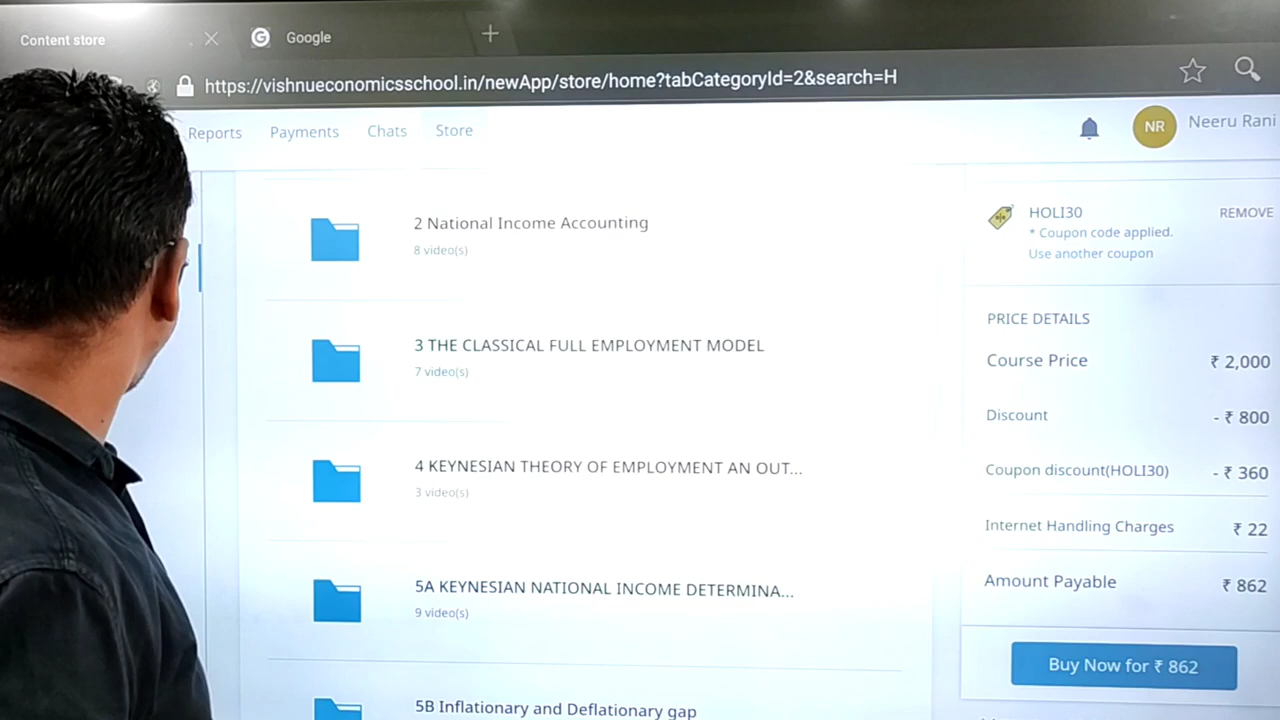 Content store
Google
https://vishnueconomicsschool.in/newApp/store/home?tabCategoryId=2&search=H
Reports
Payments
Chats
Store
NR
Neeru Rani
2 National Income Accounting
8 video(s)
3 THE CLASSICAL FULL EMPLOYMENT MODEL
7 video(s)
4 KEYNESIAN THEORY OF EMPLOYMENT AN OUT...
3 video(s)
5A KEYNESIAN NATIONAL INCOME DETERMINA...
9 video(s)
5B Inflationary and Deflationary gap
HOLI30
REMOVE
* Coupon code applied.
Use another coupon
PRICE DETAILS
Course Price ₹ 2,000
Discount - ₹ 800
Coupon discount(HOLI30) - ₹ 360
Internet Handling Charges ₹ 22
Amount Payable ₹ 862
Buy Now for ₹ 862